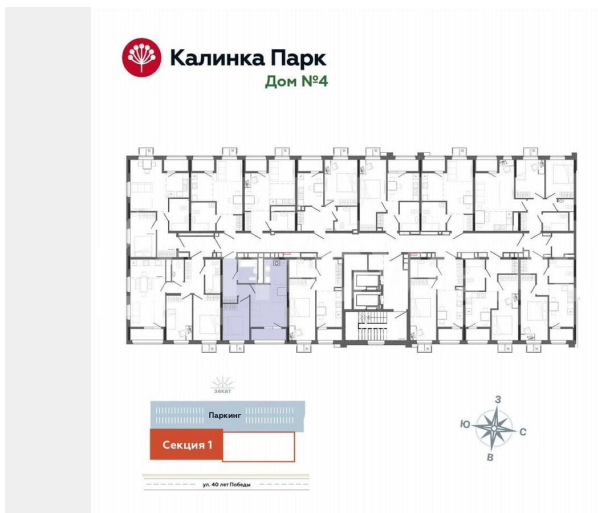 Калинка Парк
Дом №4
закат
Паркинг
Секция 1
ул. 40 лет Победы
З
Ю
С
В